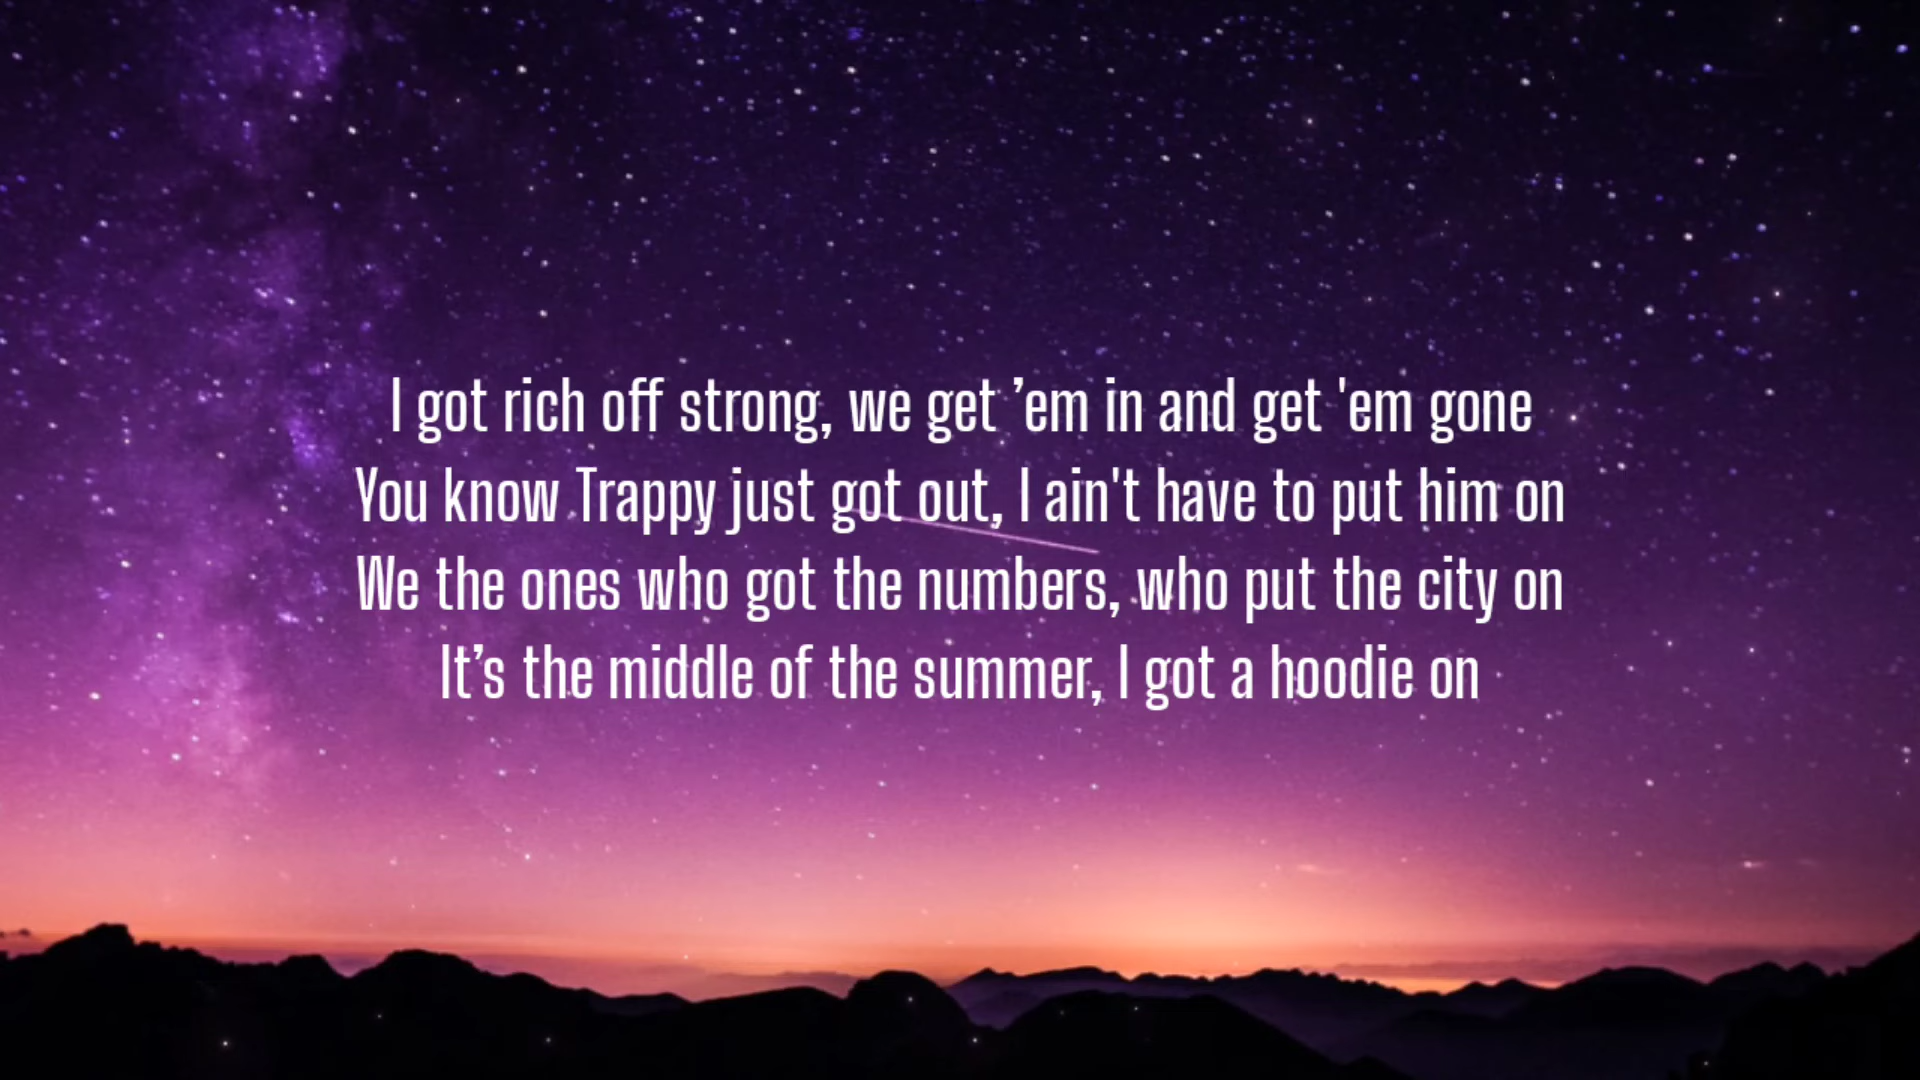 I got rich off strong, we get ’em in and get 'em gone
You know Trappy just got out, I ain't have to put him on
We the ones who got the numbers, who put the city on
It’s the middle of the summer, I got a hoodie on